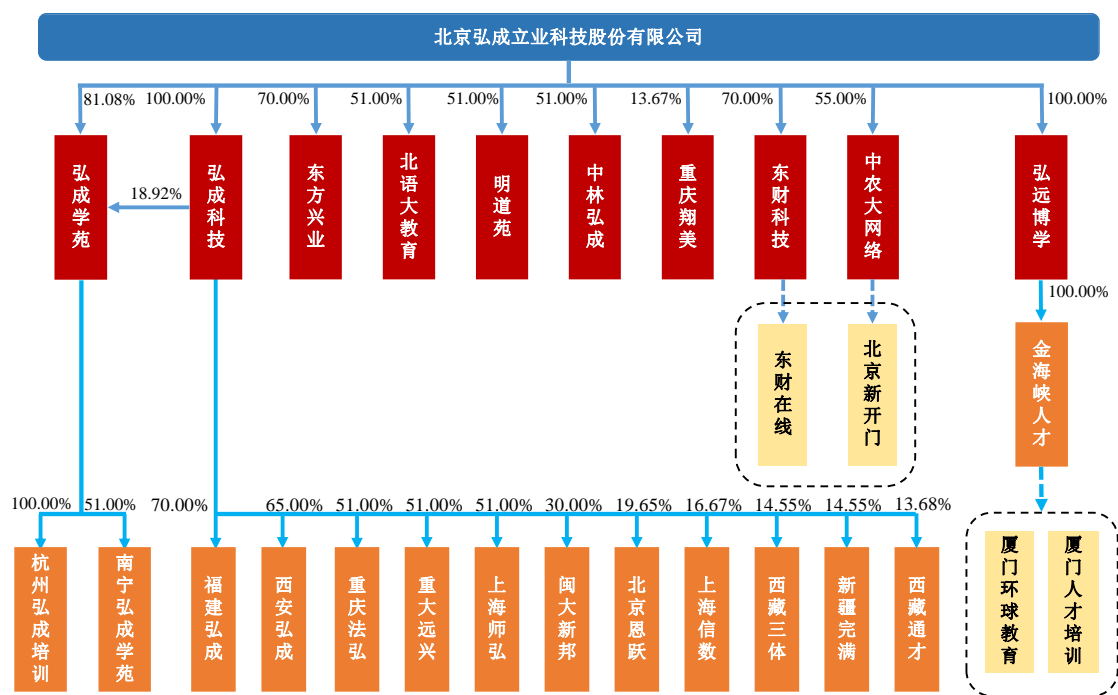 北京弘成立业科技股份有限公司
81.08%
100.00%
70.00%
51.00%
51.00%
51.00%
13.67%
70.00%
55.00%
100.00%
弘成学苑
18.92%
弘成科技
东方兴业
北语大教育
明道苑
中林弘成
重庆翔美
东财科技
中农大网络
弘远博学
100.00%
东财在线
北京新开门
金海峡人才
100.00%
51.00%
70.00%
65.00%
51.00%
51.00%
51.00%
30.00%
19.65%
16.67%
14.55%
14.55%
13.68%
杭州弘成培训
南宁弘成学苑
福建弘成
西安弘成
重庆法弘
重大远兴
上海师弘
闽大新邦
北京恩跃
上海信数
西藏三体
新疆完满
西藏通才
厦门环球教育
厦门人才培训